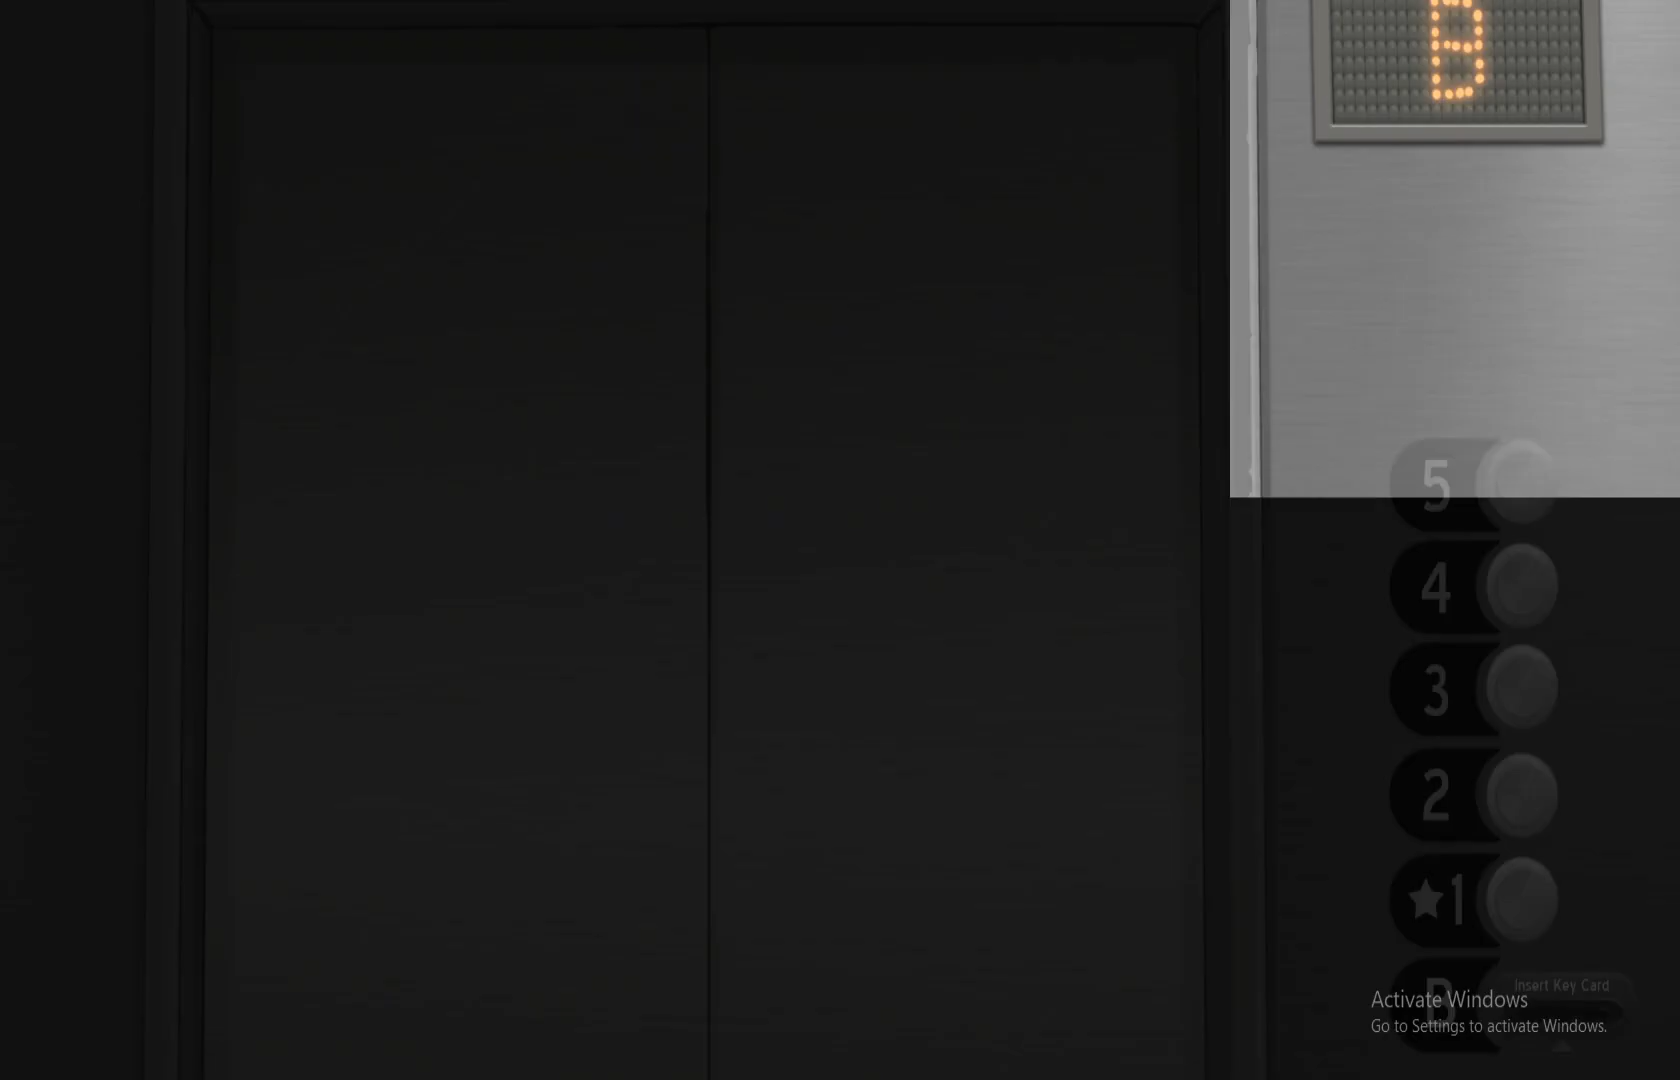 B
5
4
3
2
★1
B
Insert Key Card
Activate Windows
Go to Settings to activate Windows.